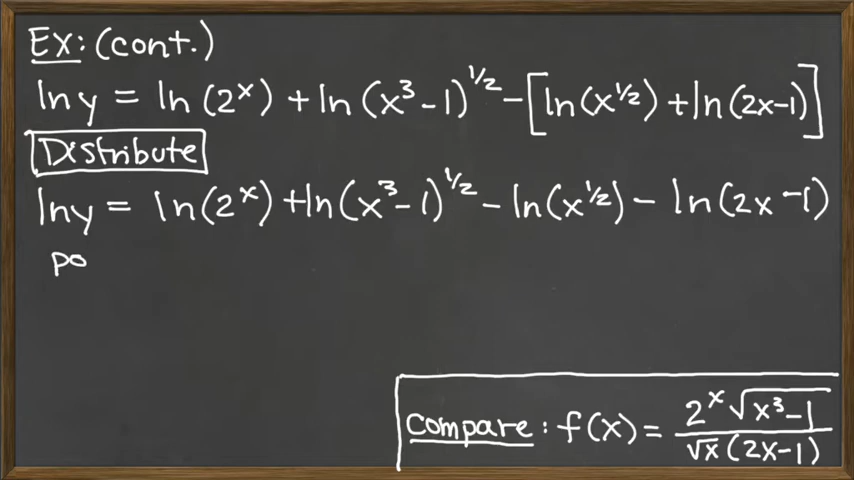 Ex: (cont.)
ln y = ln(2^x) + ln(x^3 - 1)^1/2 - [ln(x^1/2) + ln(2x-1)]
Distribute
lny = ln(2^x) + ln(x^3 - 1)^1/2 - ln(x^1/2) - ln(2x - 1)
po
Compare: f(x) = 2^x √(x^3 - 1) / √x (2x-1)